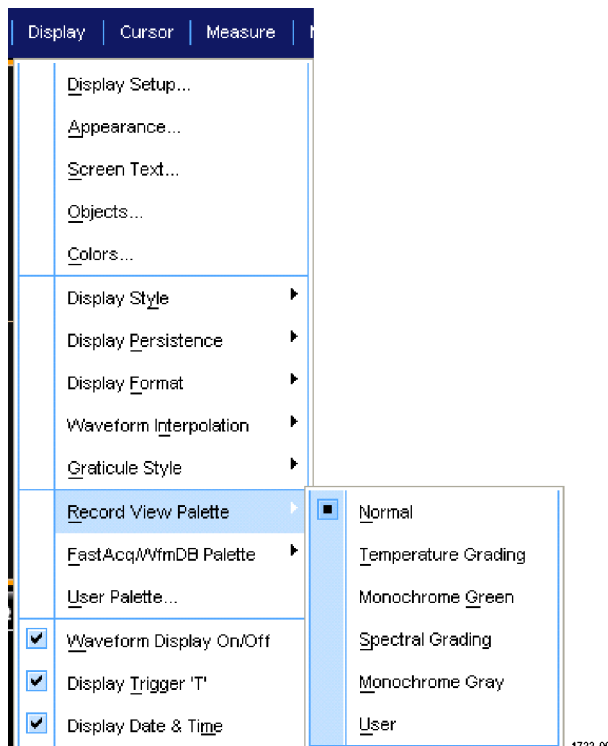 Display Cursor Measure
Display Setup...
Appearance...
Screen Text...
Objects...
Colors...
Display Style
Display Persistence
Display Format
Waveform Interpolation
Graticule Style
Record View Palette
Normal
FastAcq/WfmDB Palette
Temperature Grading
User Palette...
Monochrome Green
Waveform Display On/Off
Spectral Grading
Display Trigger 'T'
Monochrome Gray
Display Date & Time
User